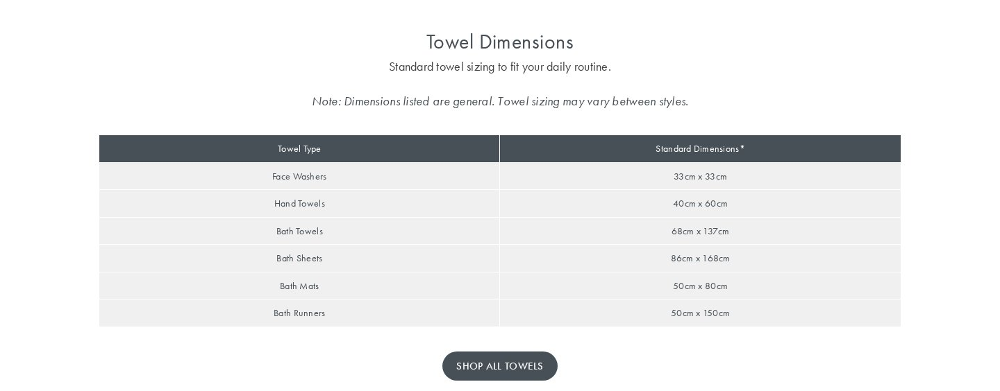 Towel Dimensions
Standard towel sizing to fit your daily routine.
Note: Dimensions listed are general. Towel sizing may vary between styles.
Towel Type Standard Dimensions*
Face Washers 33cm x 33cm
Hand Towels 40cm x 60cm
Bath Towels 68cm x 137cm
Bath Sheets 86cm x 168cm
Bath Mats 50cm x 80cm
Bath Runners 50cm x 150cm
SHOP ALL TOWELS